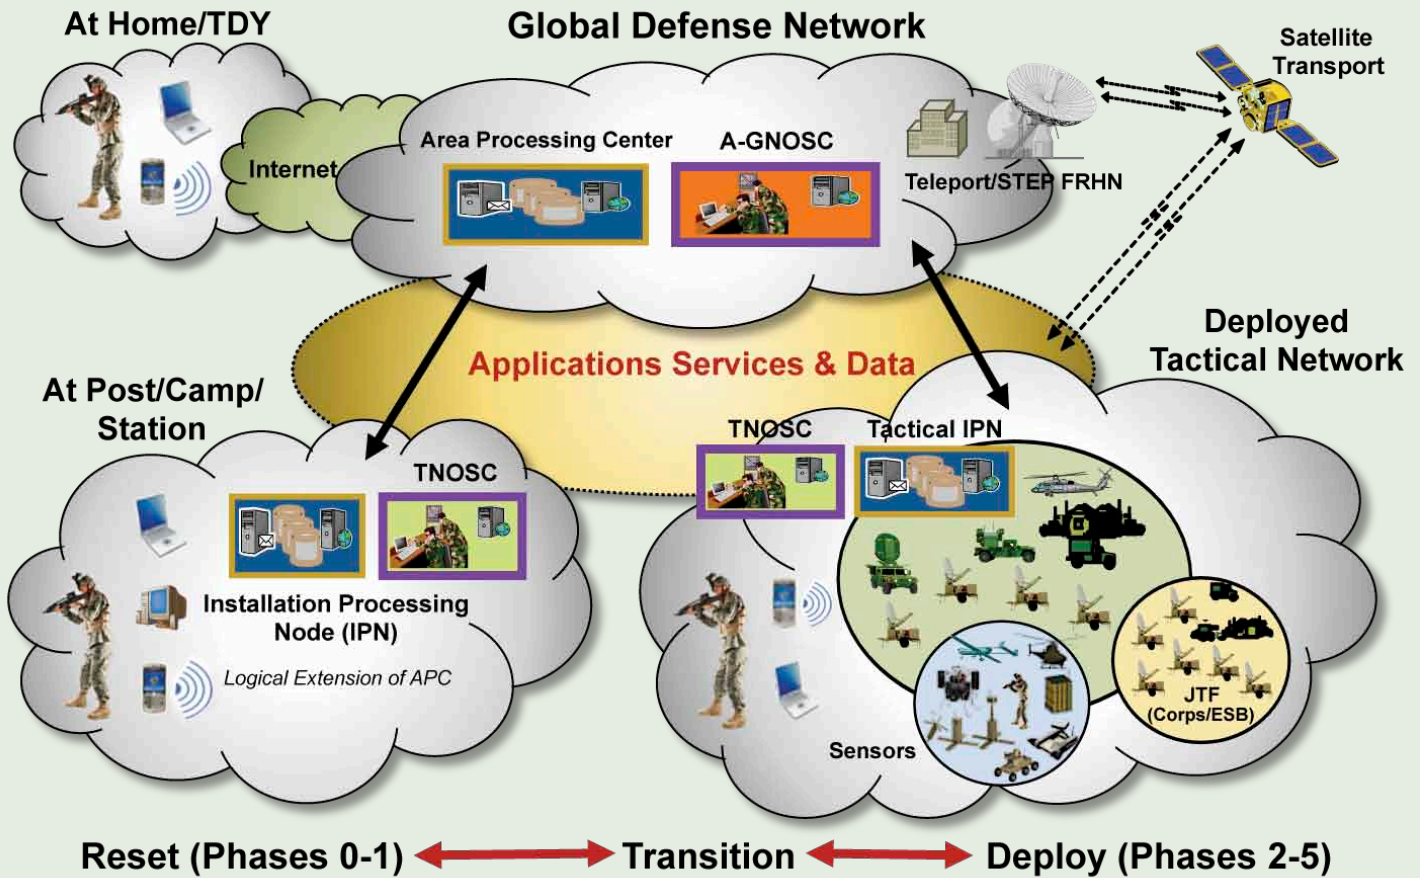 At Home/TDY
Global Defense Network
Satellite
Transport
Internet
Area Processing Center
A-GNOSC
Teleport/STEP FRHN
Applications Services & Data
Deployed
Tactical Network
At Post/Camp/
Station
TNOSC
Installation Processing
Node (IPN)
Logical Extension of APC
TNOSC
Tactical IPN
JTF
(Corps/ESB)
Sensors
Reset (Phases 0-1)
Transition
Deploy (Phases 2-5)